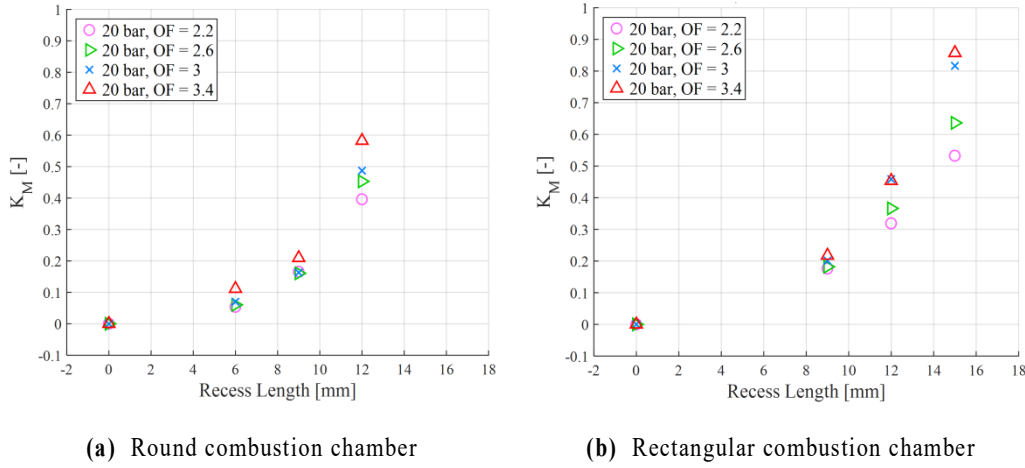 20 bar, OF = 2.2
20 bar, OF = 2.6
20 bar, OF = 3
20 bar, OF = 3.4
1
0.9
0.8
0.7
0.6
0.5
0.4
0.3
0.2
0.1
0
-0.1
K_M [-]
-2 0 2 4 6 8 10 12 14 16 18
Recess Length [mm]
(a) Round combustion chamber
20 bar, OF = 2.2
20 bar, OF = 2.6
20 bar, OF = 3
20 bar, OF = 3.4
1
0.9
0.8
0.7
0.6
0.5
0.4
0.3
0.2
0.1
0
-0.1
K_M [-]
-2 0 2 4 6 8 10 12 14 16 18
Recess Length [mm]
(b) Rectangular combustion chamber